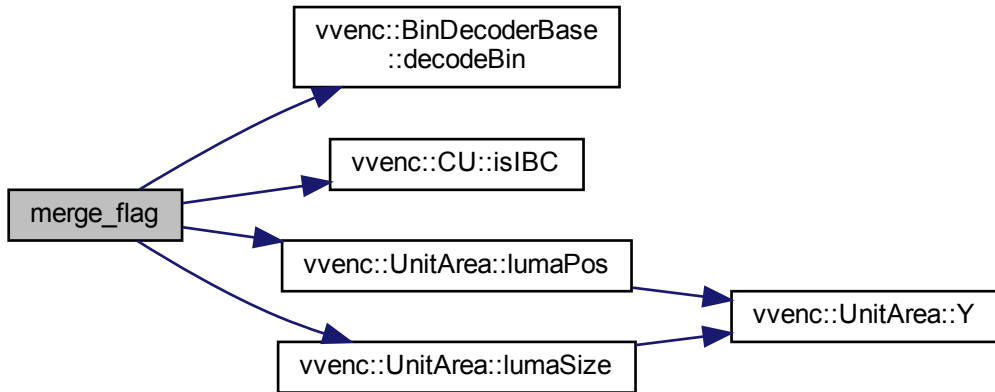 vvenc::BinDecoderBase
::decodeBin
vvenc::CU::isIBC
merge_flag
vvenc::UnitArea::lumaPos
vvenc::UnitArea::Y
vvenc::UnitArea::lumaSize